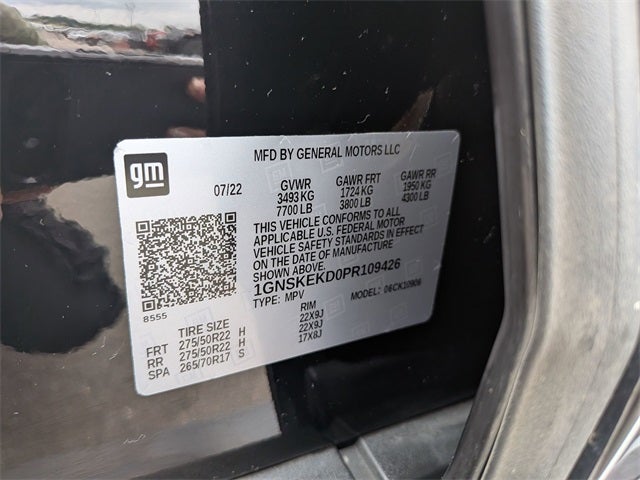 gm
MFD BY GENERAL MOTORS LLC
07/22 GVWR GAWR FRT GAWR RR
3493 KG 1724 KG 1950 KG
7700 LB 3800 LB 4300 LB
THIS VEHICLE CONFORMS TO ALL
APPLICABLE U.S. FEDERAL MOTOR
VEHICLE SAFETY STANDARDS IN EFFECT
ON THE DATE OF MANUFACTURE
SHOWN ABOVE.
1GNSKEKD0PR109426
TYPE: MPV MODEL: 06CK10906
8555
TIRE SIZE RIM
FRT 275/50R22 H 22X9J
RR 275/50R22 H 22X9J
SPA 265/70R17 S 17X8J